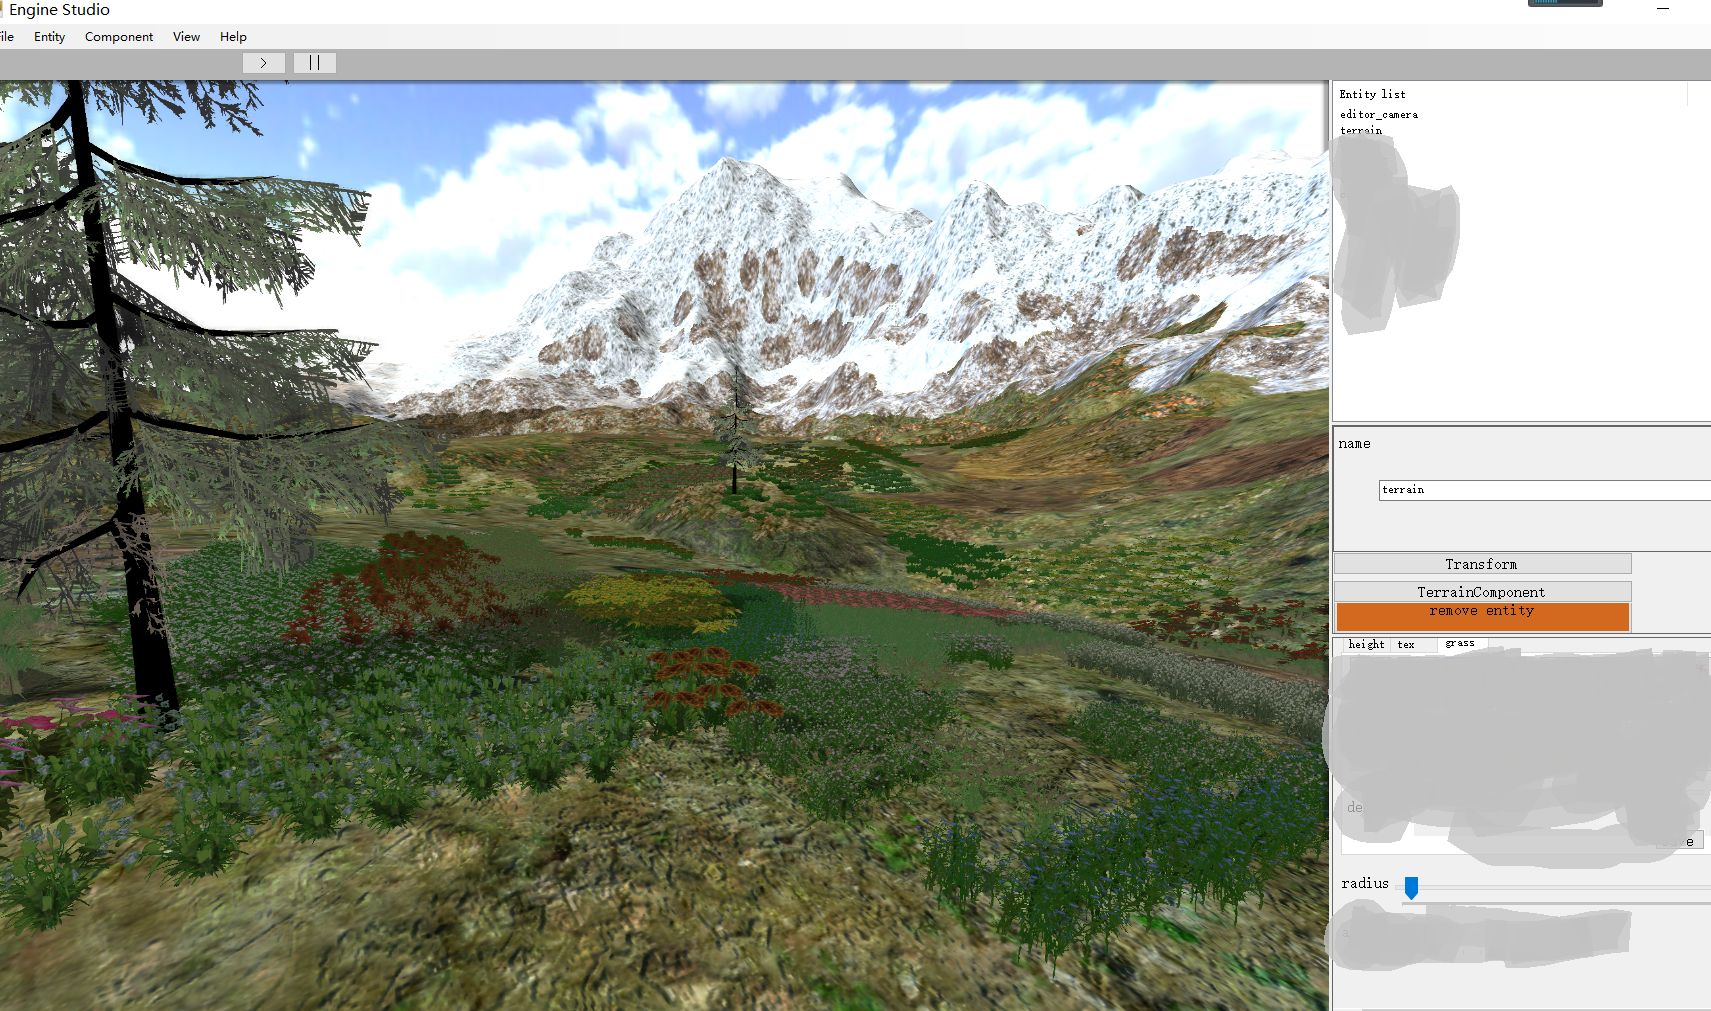 Engine Studio
ile Entity Component View Help
Entity list
editor_camera
terrain
name
terrain
Transform
TerrainComponent
remove entity
height tex grass
de
radius